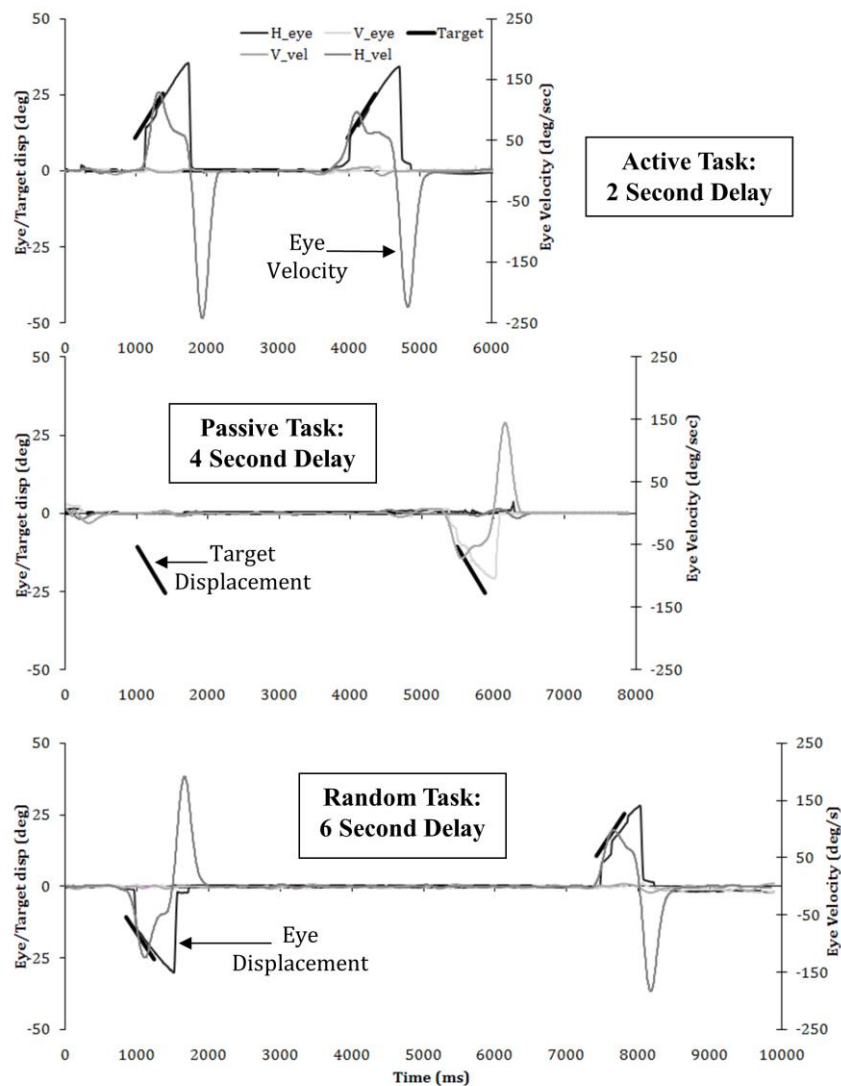 H_eye V_eye Target
V_vel H_vel
Eye/Target disp (deg)
50
25
0
-25
-50
250
150
50
-50
-150
-250
Eye Velocity (deg/sec)
Active Task:
2 Second Delay
Eye
Velocity
0 1000 2000 3000 4000 5000 6000
Eye/Target disp (deg)
50
25
0
-25
-50
250
150
50
-50
-150
-250
Eye Velocity (deg/sec)
Passive Task:
4 Second Delay
Target
Displacement
0 1000 2000 3000 4000 5000 6000 7000 8000
Eye/Target disp (deg)
50
25
0
-25
-50
250
150
50
-50
-150
-250
Eye Velocity (deg/s)
Random Task:
6 Second Delay
Eye
Displacement
0 1000 2000 3000 4000 5000 6000 7000 8000 9000 10000
Time (ms)